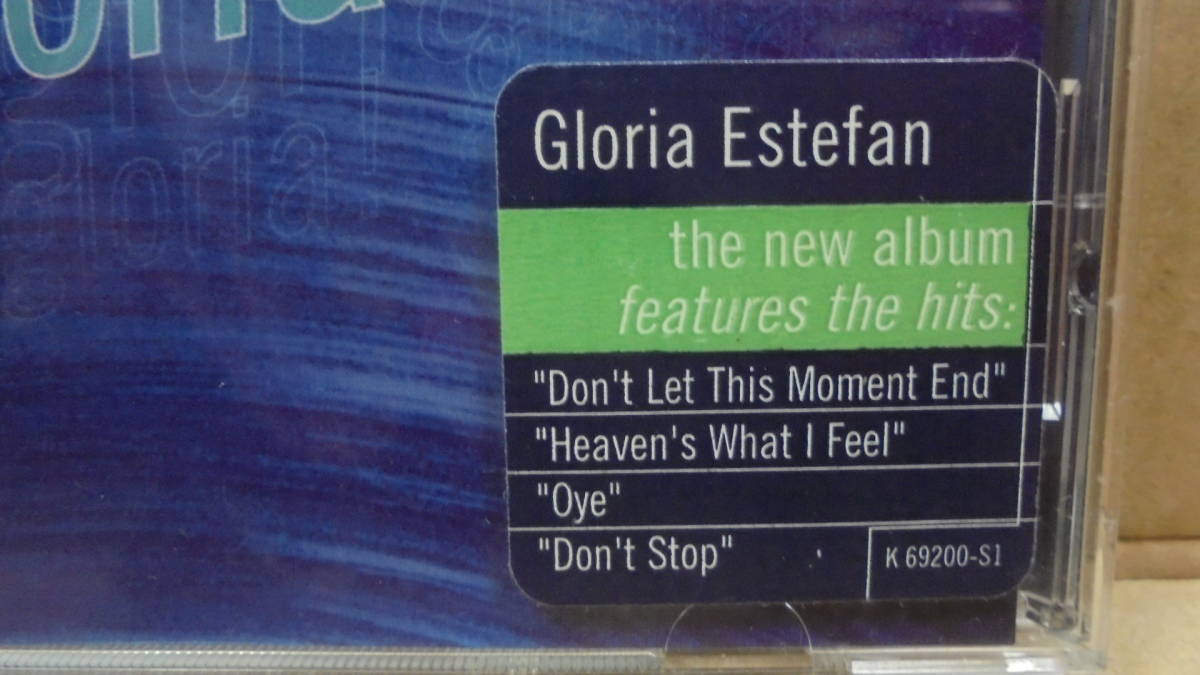 gloria
Gloria Estefan
the new album
features the hits:
"Don't Let This Moment End"
"Heaven's What I Feel"
"Oye"
"Don't Stop"
K 69200-S1